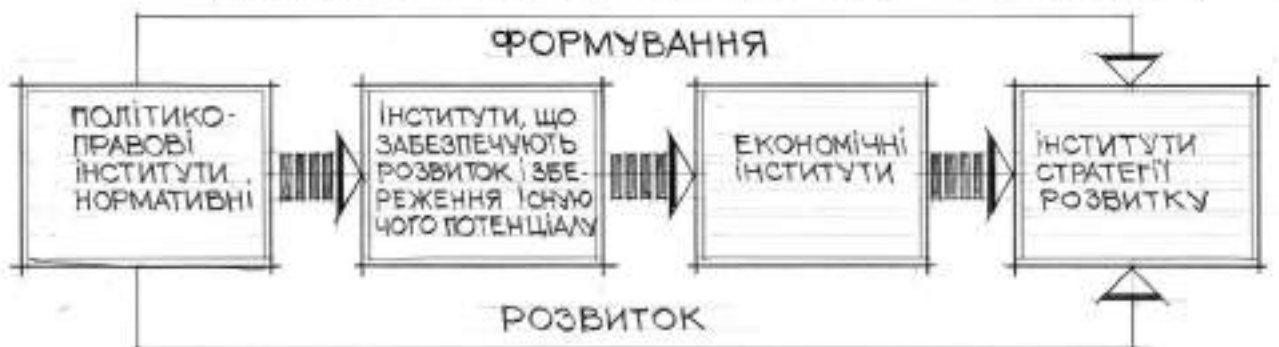 ФОРМУВАННЯ
ПОЛІТИКО-
ПРАВОВІ
ІНСТИТУТИ
НОРМАТИВНІ
ІНСТИТУТИ, ЩО
ЗАБЕЗПЕЧУЮТЬ
РОЗВИТОК І ЗБЕ-
РЕЖЕННЯ ІСНУЮ
ЧОГО ПОТЕНЦІАЛУ
ЕКОНОМІЧНІ
ІНСТИТУТИ
ІНСТИТУТИ
СТРАТЕГІЇ
РОЗВИТКУ
РОЗВИТОК